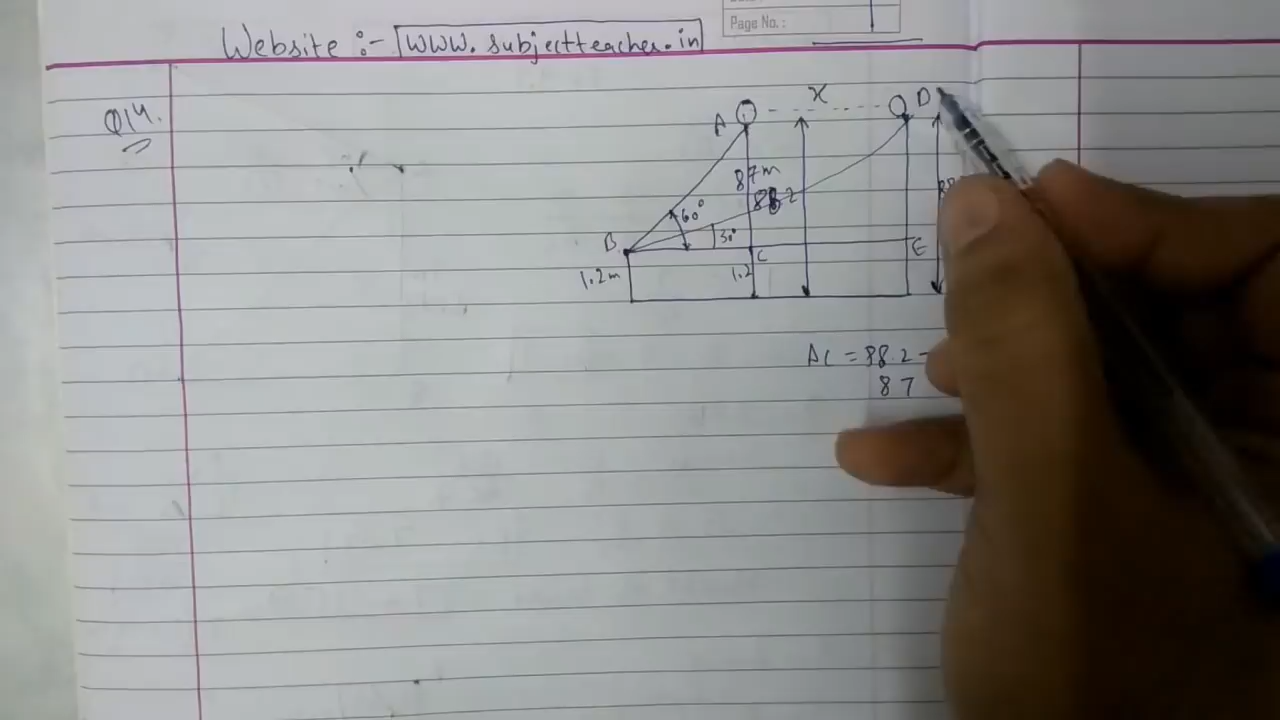 Page No. :
Website :- www.subjectteacher.in
Q14.
x
D
A
87m
88.2
60°
30°
B
C
E
1.2m
1.2
AC = 88.2 -
87